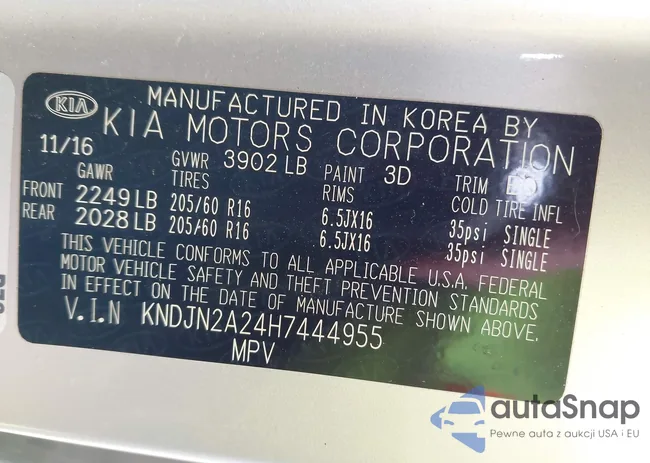 KIA
MANUFACTURED IN KOREA BY
KIA MOTORS CORPORATION
11/16
GAWR
GVWR 3902 LB
PAINT 3D
TRIM
TIRES
RIMS
COLD TIRE INFL
FRONT 2249 LB 205/60 R16 6.5JX16 35psi SINGLE
REAR 2028 LB 205/60 R16 6.5JX16 35psi SINGLE
THIS VEHICLE CONFORMS TO ALL APPLICABLE U.S.A. FEDERAL
MOTOR VEHICLE SAFETY AND THEFT PREVENTION STANDARDS
IN EFFECT ON THE DATE OF MANUFACTURE SHOWN ABOVE.
V.I.N KNDJN2A24H7444955
MPV
autaSnap
Pewne auta z aukcji USA i EU